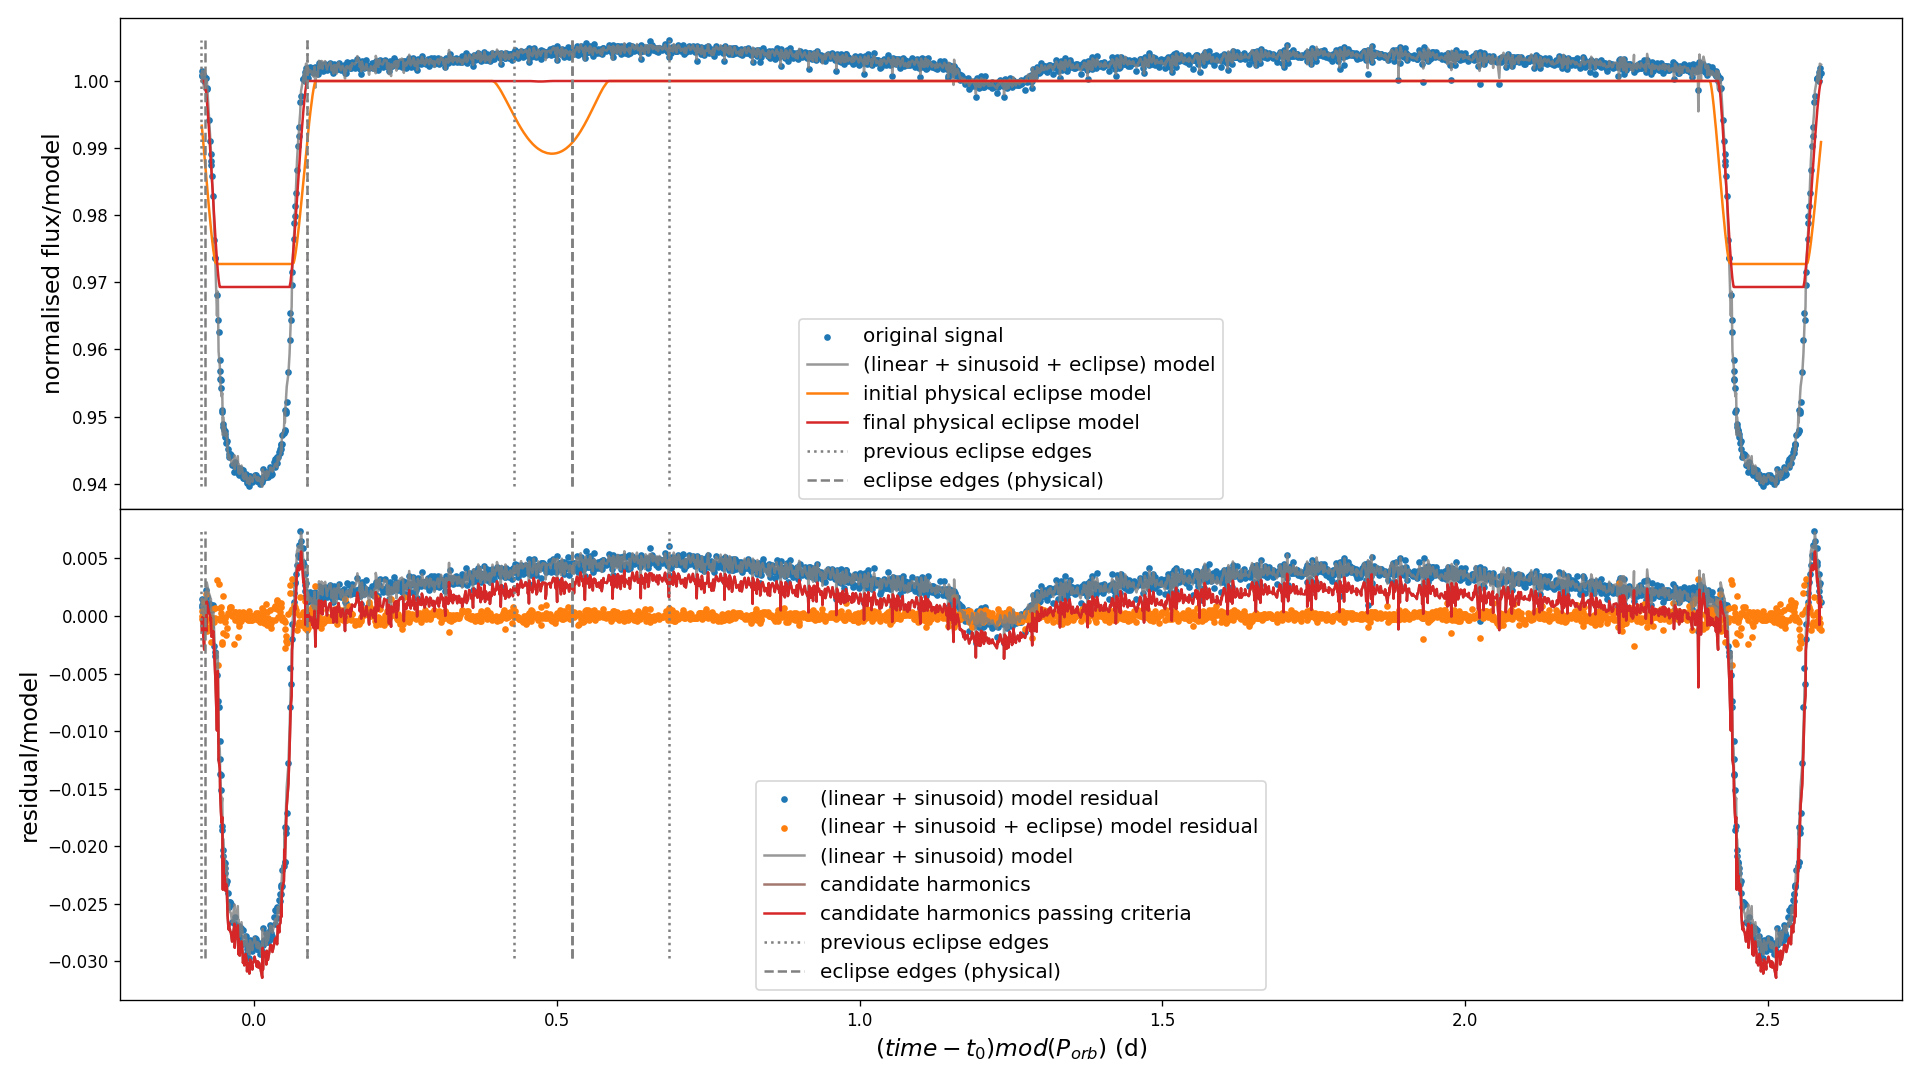 normalised flux/model
1.00
0.99
0.98
0.97
0.96
0.95
0.94
original signal
(linear + sinusoid + eclipse) model
initial physical eclipse model
final physical eclipse model
previous eclipse edges
eclipse edges (physical)
residual/model
0.005
0.000
−0.005
−0.010
−0.015
−0.020
−0.025
−0.030
(linear + sinusoid) model residual
(linear + sinusoid + eclipse) model residual
(linear + sinusoid) model
candidate harmonics
candidate harmonics passing criteria
previous eclipse edges
eclipse edges (physical)
0.0 0.5 1.0 1.5 2.0 2.5
(time − t₀)mod(P_orb) (d)